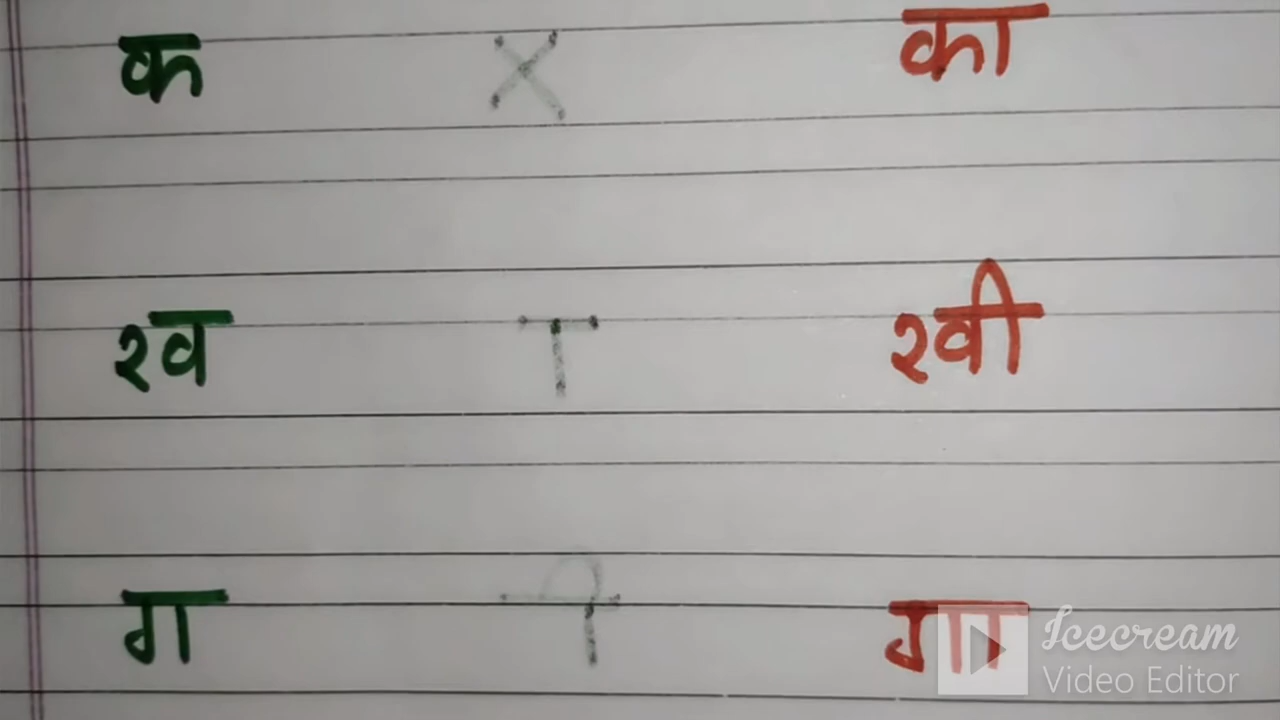 क × का
ख ा खी
ग ी गा
Icecream
Video Editor